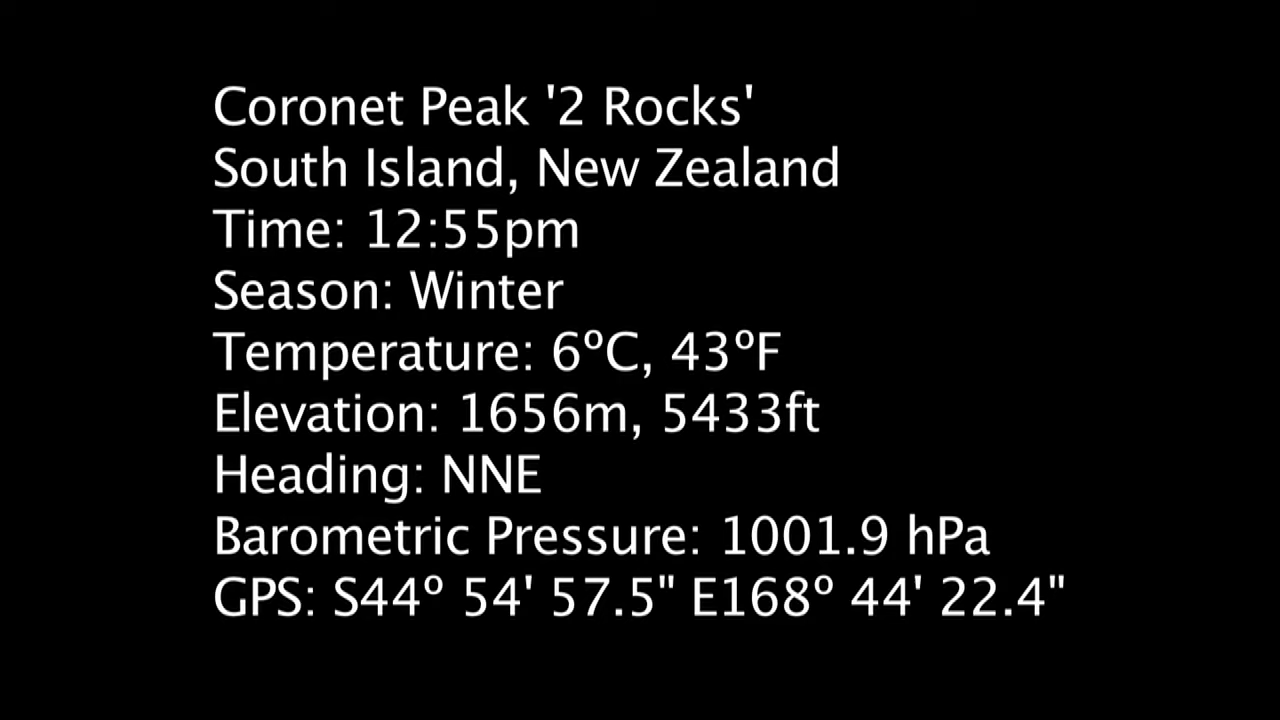 Coronet Peak '2 Rocks'
South Island, New Zealand
Time: 12:55pm
Season: Winter
Temperature: 6ºC, 43ºF
Elevation: 1656m, 5433ft
Heading: NNE
Barometric Pressure: 1001.9 hPa
GPS: S44º 54' 57.5" E168º 44' 22.4"